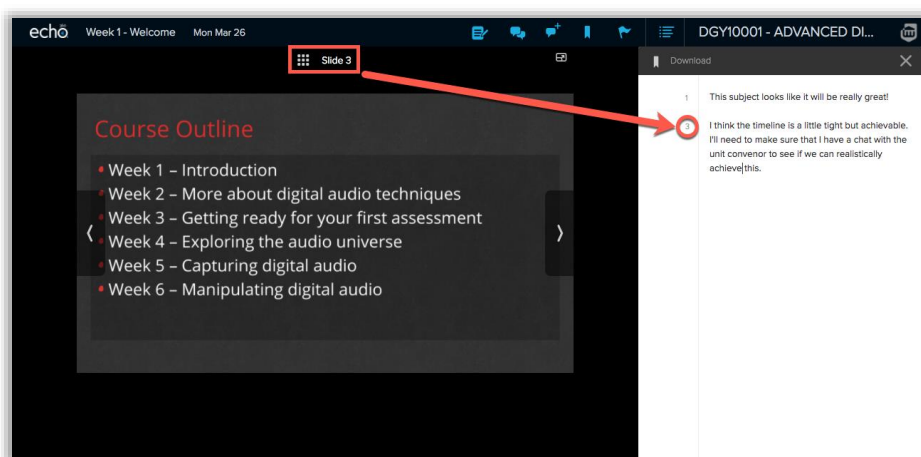 echo360 Week 1 - Welcome Mon Mar 26
DGY10001 - ADVANCED DI...
Slide 3
Download
Course Outline
Week 1 – Introduction
Week 2 – More about digital audio techniques
Week 3 – Getting ready for your first assessment
Week 4 – Exploring the audio universe
Week 5 – Capturing digital audio
Week 6 – Manipulating digital audio
1 This subject looks like it will be really great!
3 I think the timeline is a little tight but achievable.
I'll need to make sure that I have a chat with the
unit convenor to see if we can realistically
achieve this.